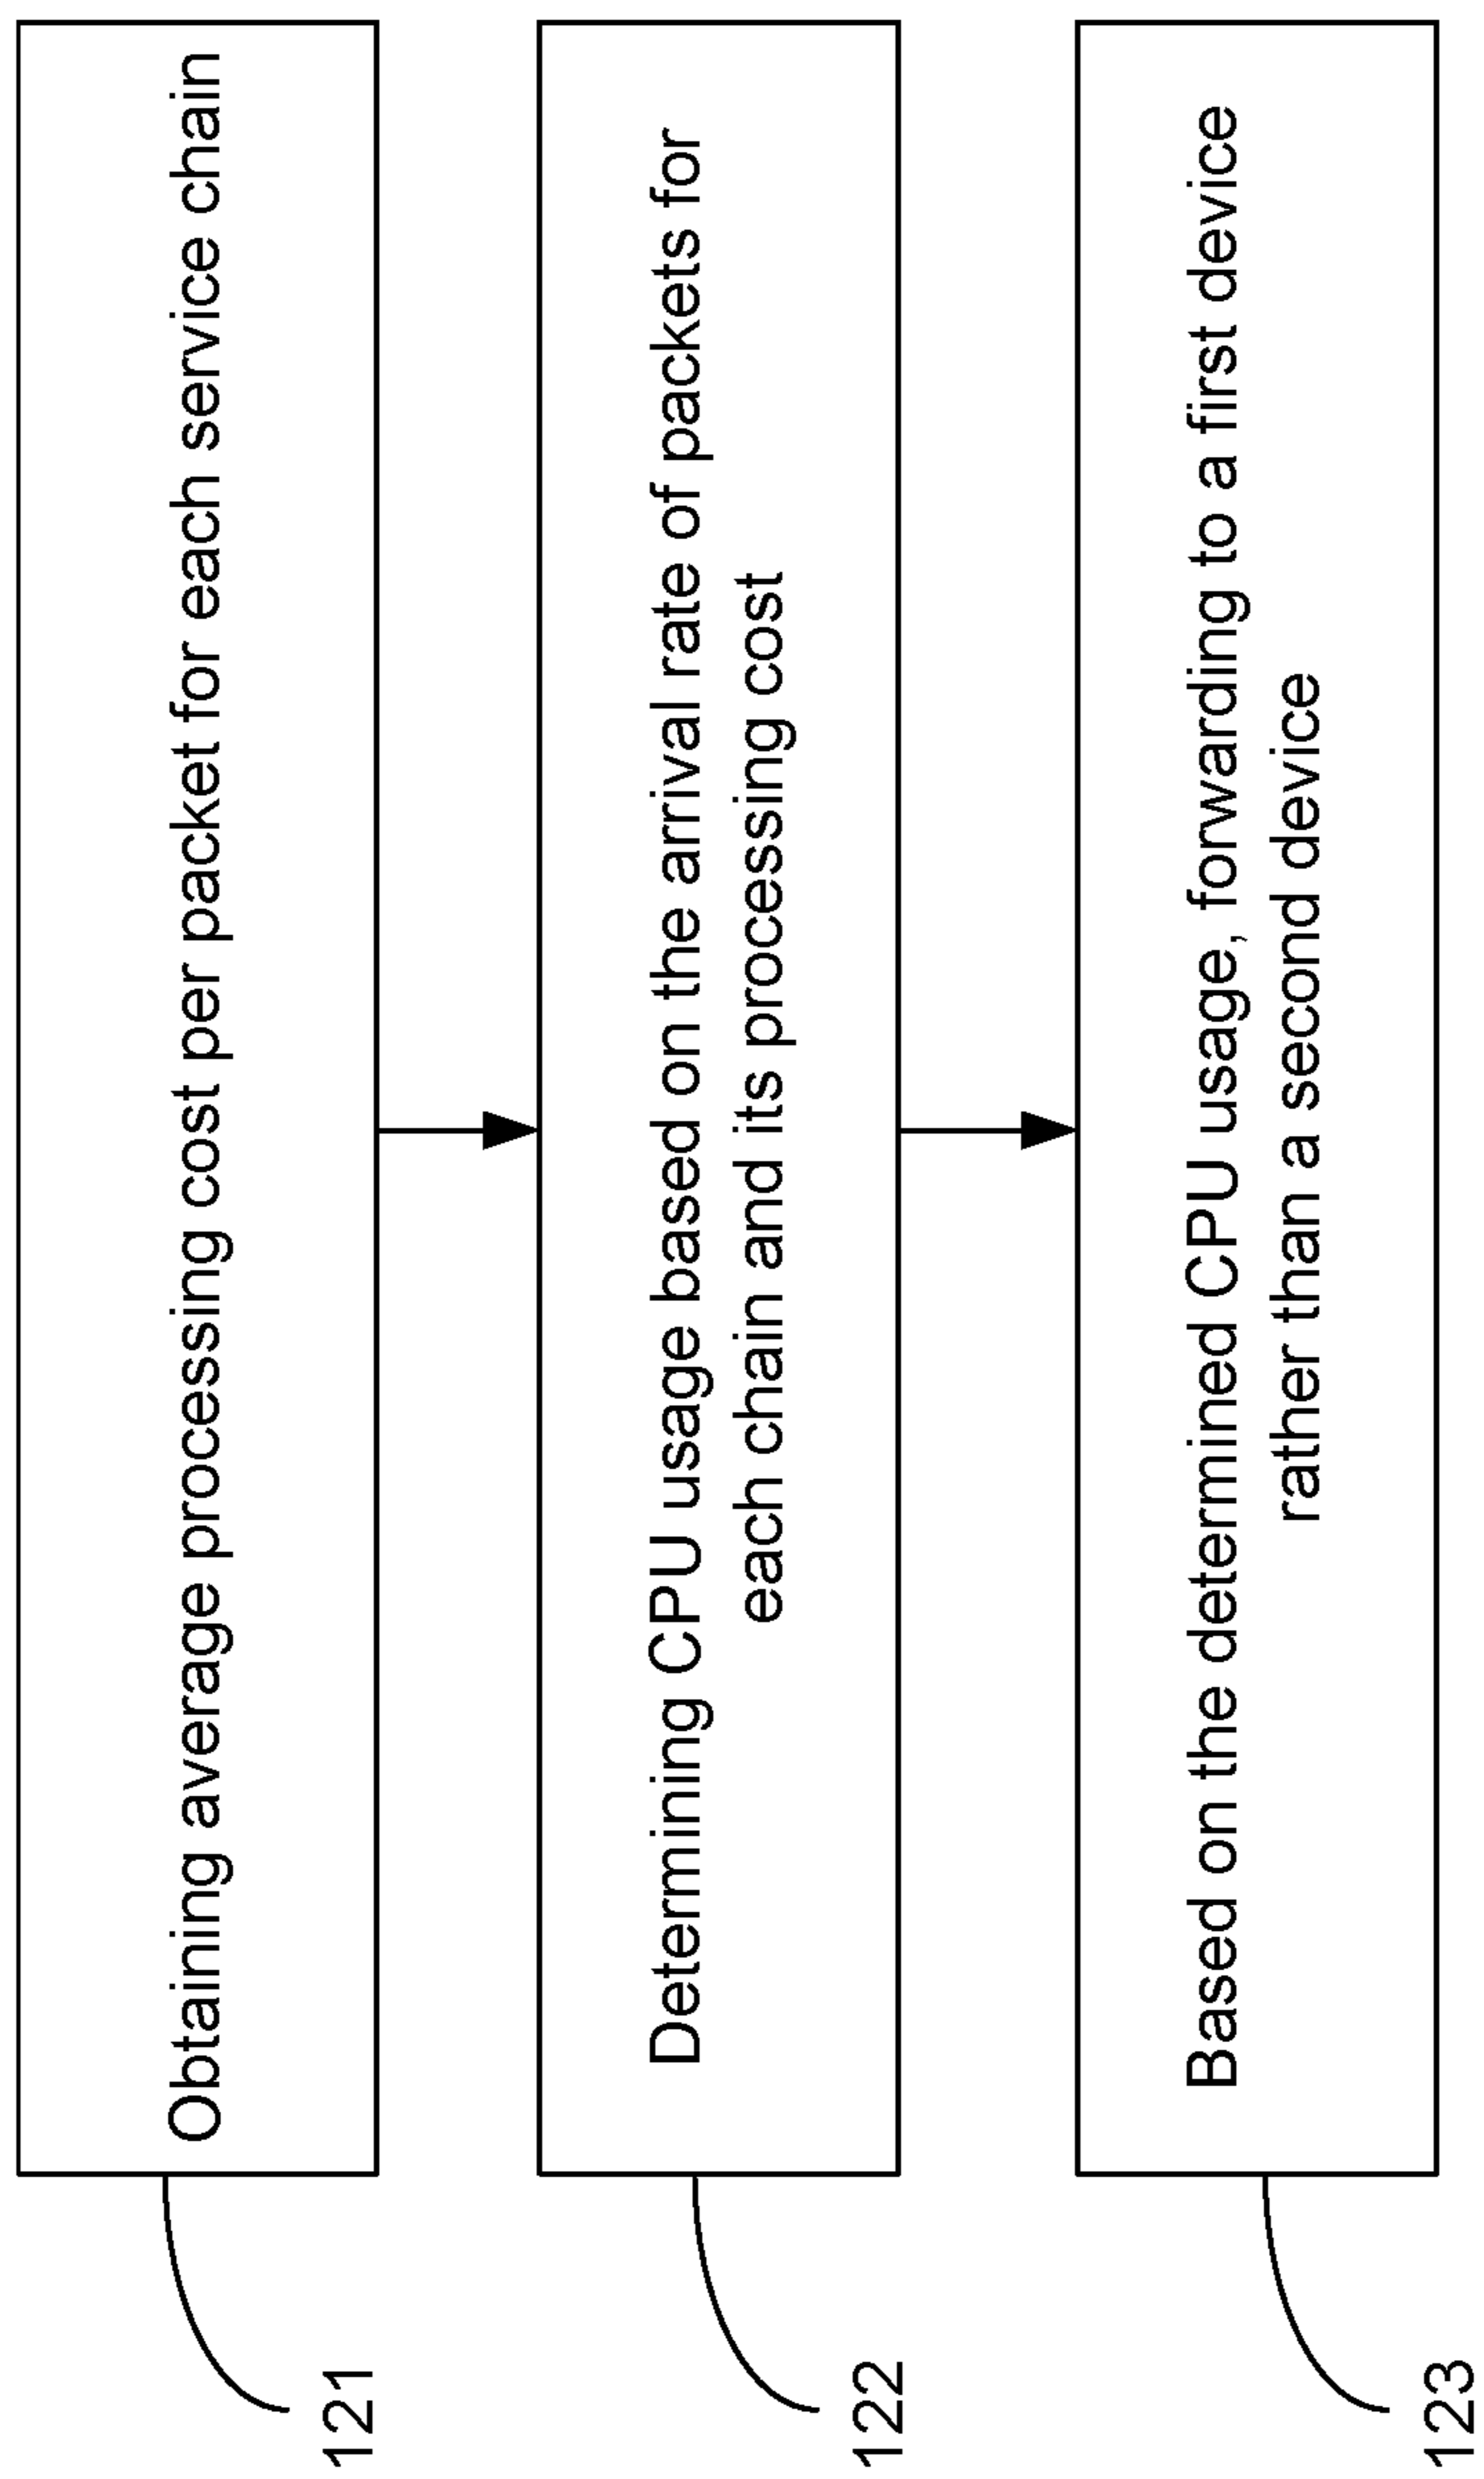 121
Obtaining average processing cost per packet for each service chain
122
Determining CPU usage based on the arrival rate of packets for
each chain and its processing cost
123
Based on the determined CPU usage, forwarding to a first device
rather than a second device